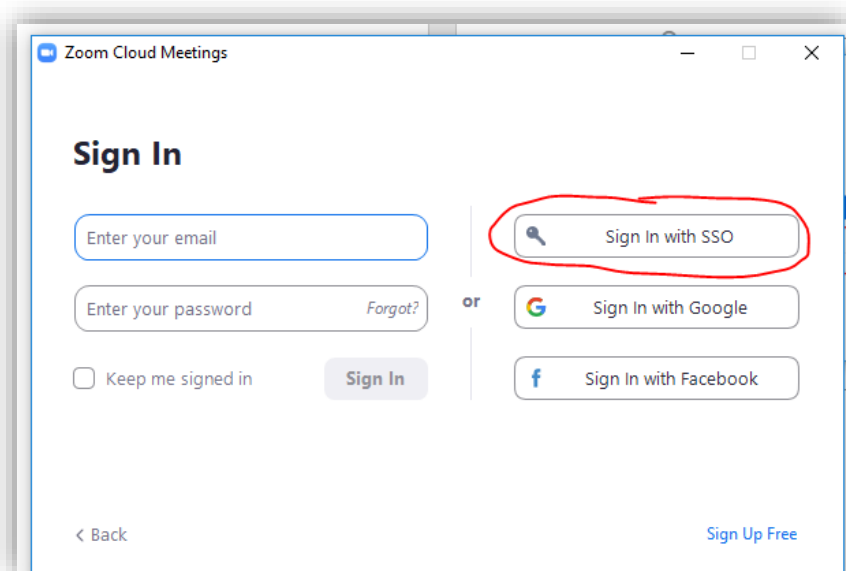 Zoom Cloud Meetings
Sign In
Enter your email
Enter your password Forgot?
Keep me signed in Sign In
or
Sign In with SSO
Sign In with Google
Sign In with Facebook
< Back
Sign Up Free